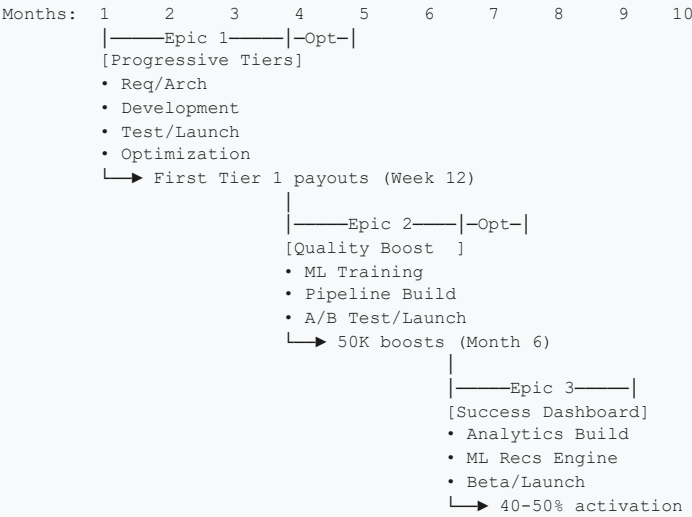 Months: 1 2 3 4 5 6 7 8 9 10
├─────Epic 1─────┤─Opt─┤
[Progressive Tiers]
• Req/Arch
• Development
• Test/Launch
• Optimization
└──► First Tier 1 payouts (Week 12)
├─────Epic 2────┤─Opt─┤
[Quality Boost ]
• ML Training
• Pipeline Build
• A/B Test/Launch
└──► 50K boosts (Month 6)
├─────Epic 3─────┤
[Success Dashboard]
• Analytics Build
• ML Recs Engine
• Beta/Launch
└──► 40-50% activation